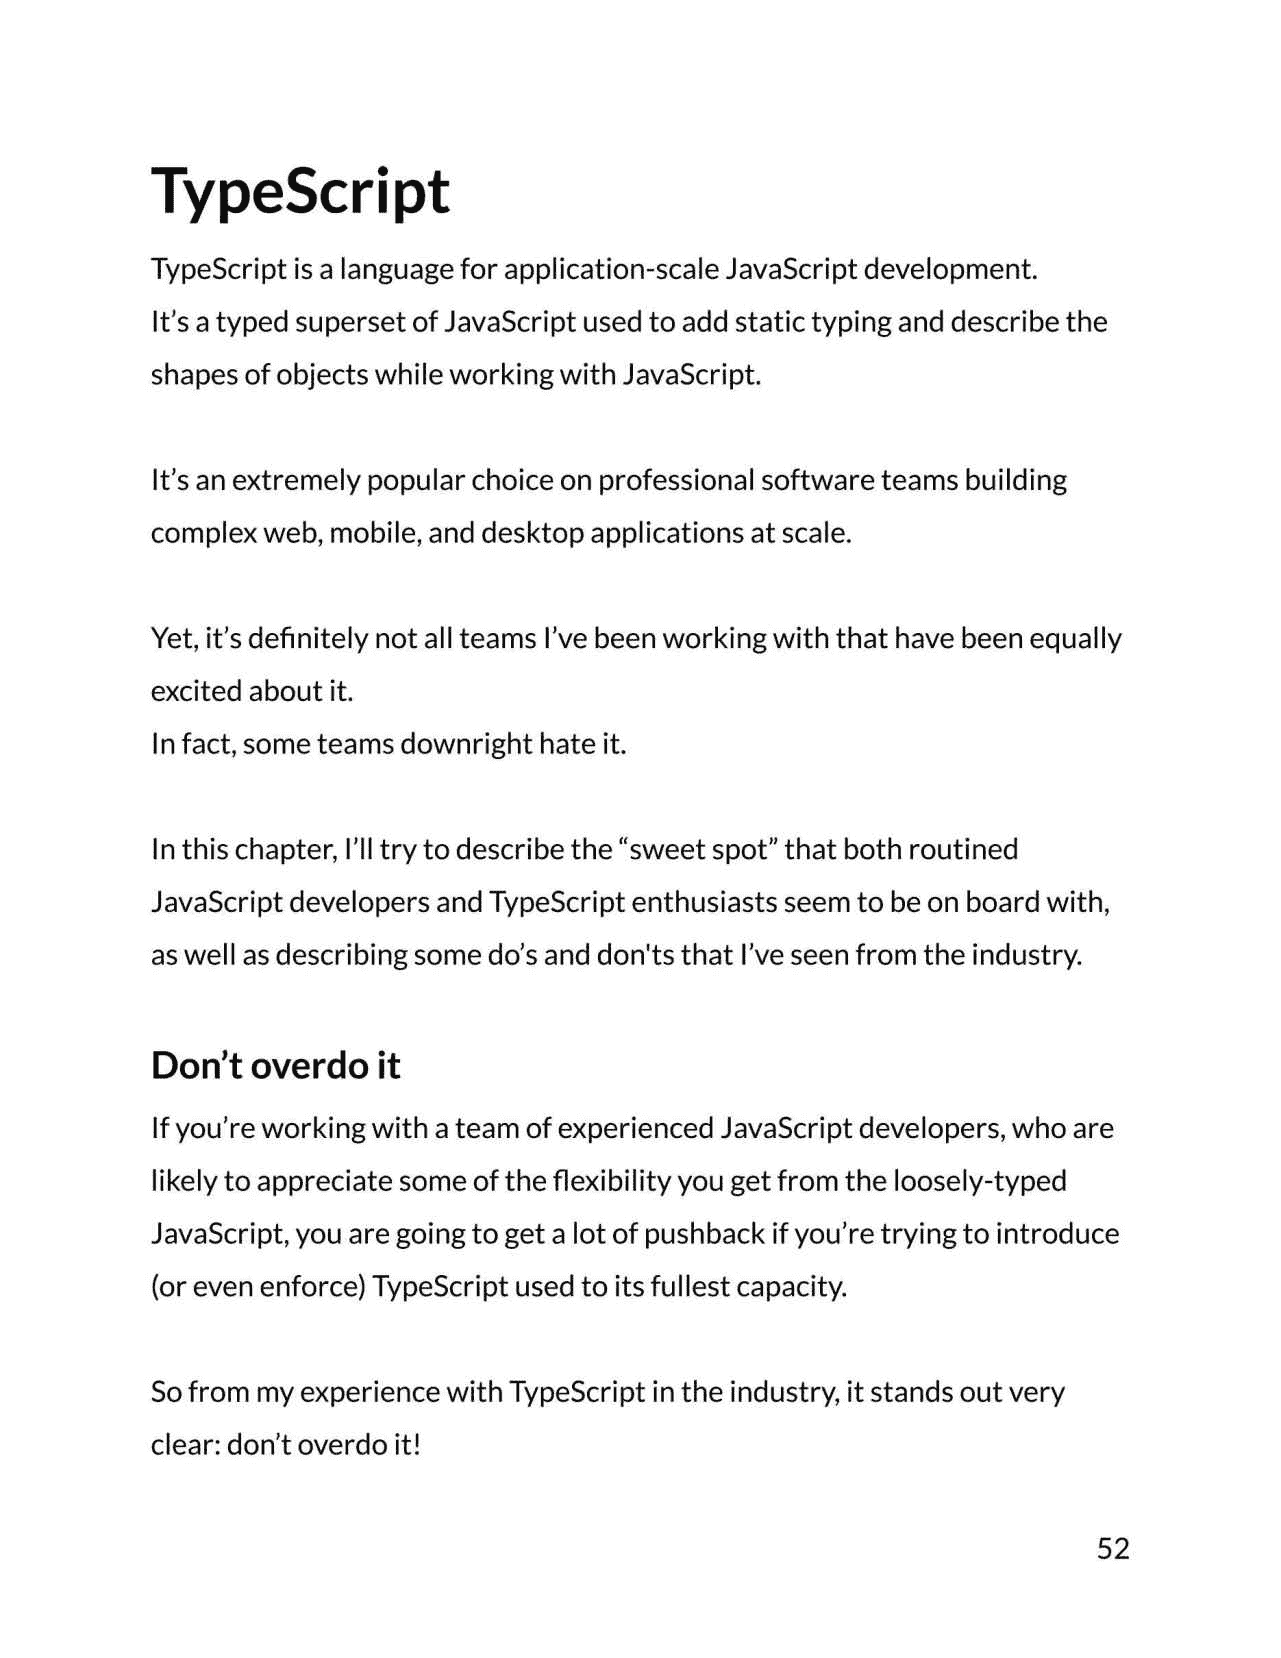 TypeScript
TypeScript is a language for application-scale JavaScript development.
It’s a typed superset of JavaScript used to add static typing and describe the
shapes of objects while working with JavaScript.
It’s an extremely popular choice on professional software teams building
complex web, mobile, and desktop applications at scale.
Yet, it’s definitely not all teams I’ve been working with that have been equally
excited about it.
In fact, some teams downright hate it.
In this chapter, I’ll try to describe the “sweet spot” that both routined
JavaScript developers and TypeScript enthusiasts seem to be on board with,
as well as describing some do’s and don'ts that I’ve seen from the industry.
Don’t overdo it
If you’re working with a team of experienced JavaScript developers, who are
likely to appreciate some of the flexibility you get from the loosely-typed
JavaScript, you are going to get a lot of pushback if you’re trying to introduce
(or even enforce) TypeScript used to its fullest capacity.
So from my experience with TypeScript in the industry, it stands out very
clear: don’t overdo it!
52